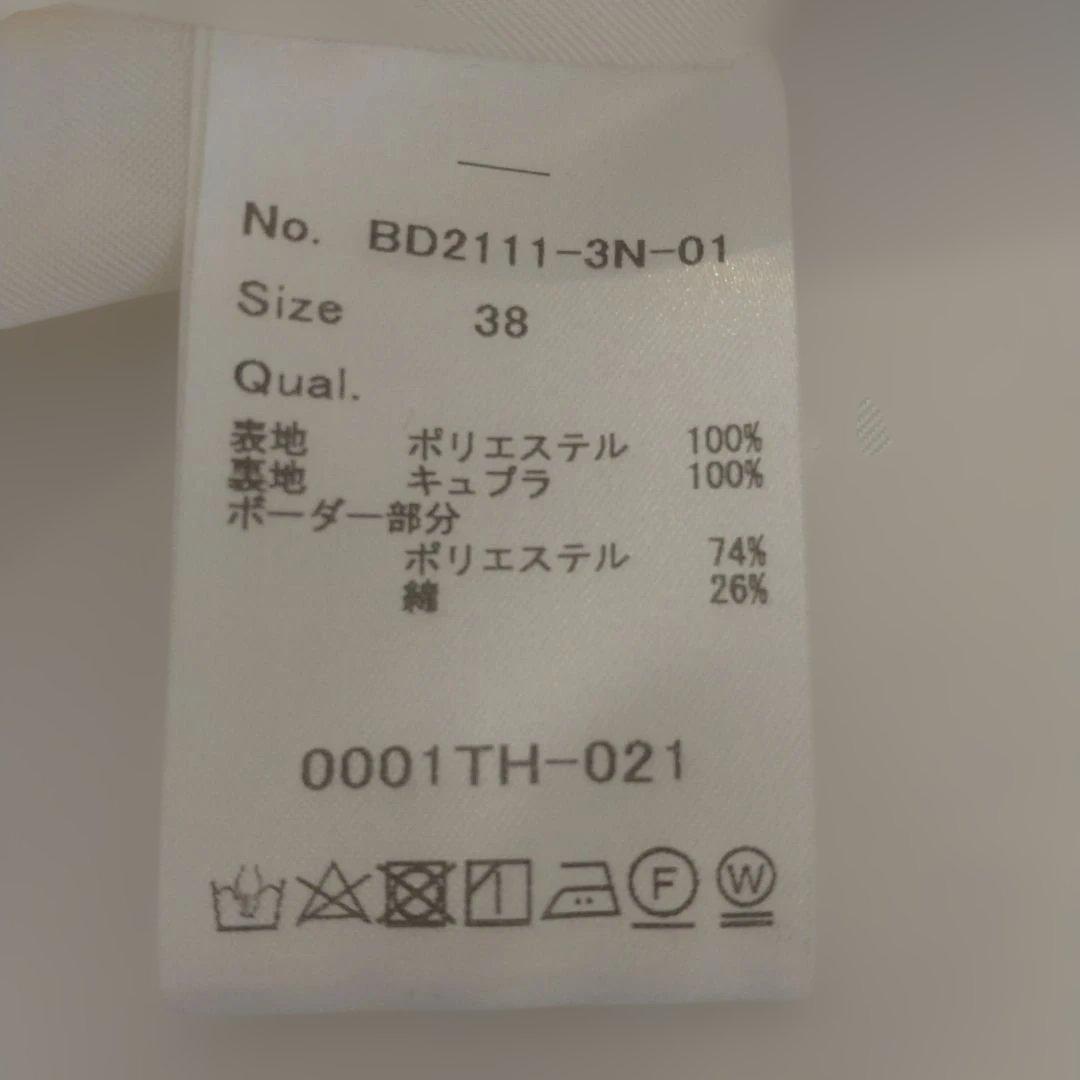 No. BD2111-3N-01
Size 38
Qual.
表地 ポリエステル 100%
裏地 キュプラ 100%
ボーダー部分
ポリエステル 74%
綿 26%
0001TH-021
F W